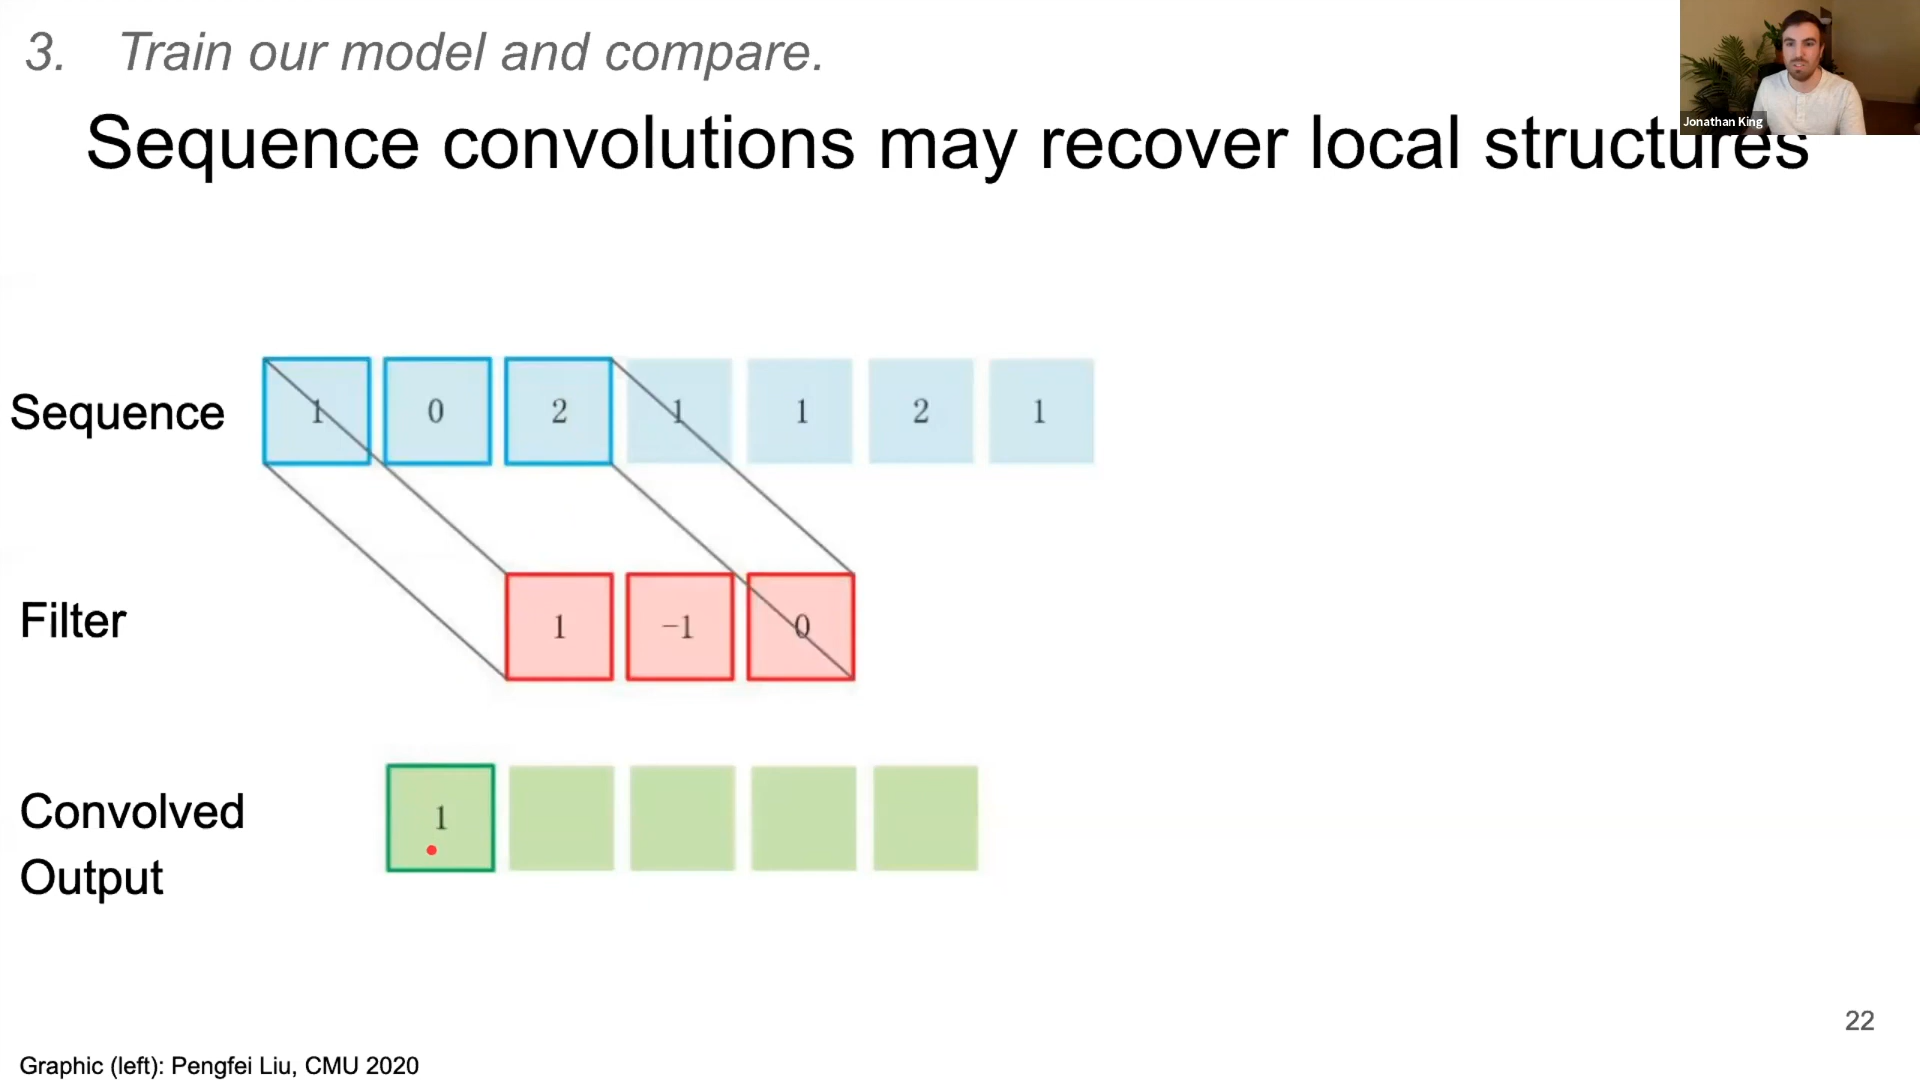 3. Train our model and compare.
Jonathan King
Sequence convolutions may recover local structures
Sequence 1 0 2 1 1 2 1
Filter 1 −1 0
Convolved 1
Output
22
Graphic (left): Pengfei Liu, CMU 2020